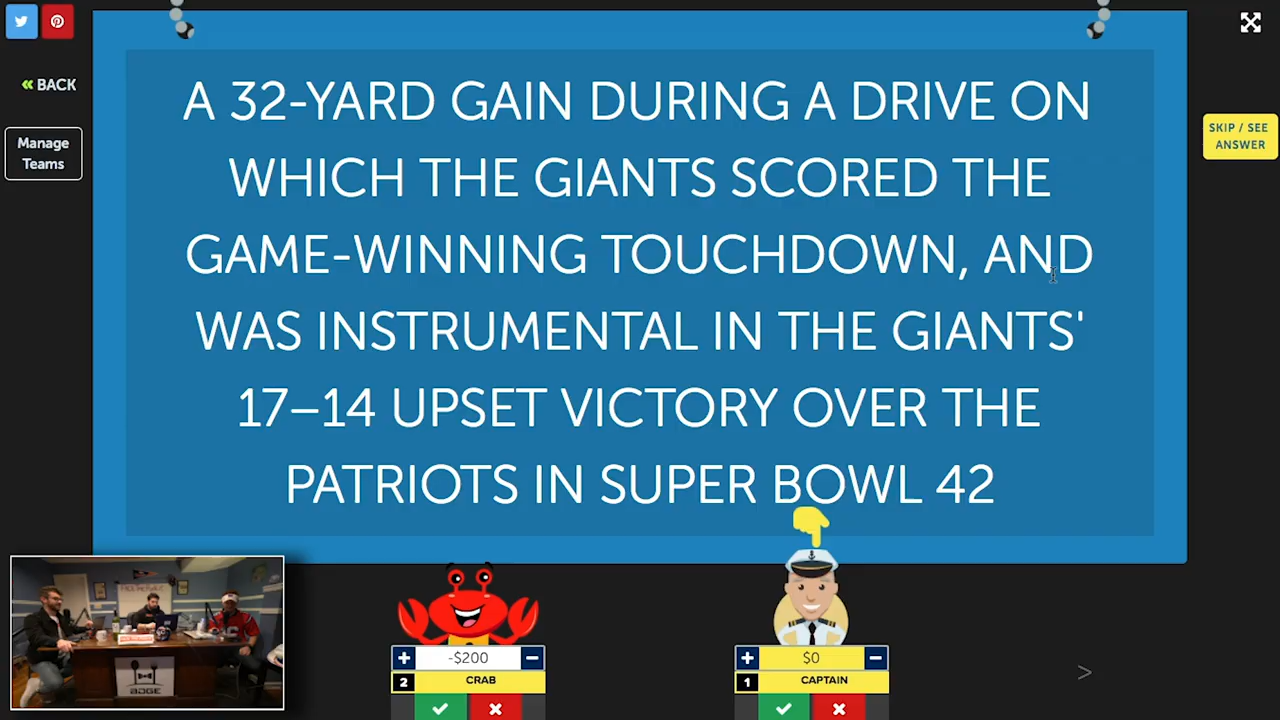 « BACK
Manage
Teams
A 32-YARD GAIN DURING A DRIVE ON
WHICH THE GIANTS SCORED THE
GAME-WINNING TOUCHDOWN, AND
WAS INSTRUMENTAL IN THE GIANTS'
17–14 UPSET VICTORY OVER THE
PATRIOTS IN SUPER BOWL 42
SKIP / SEE
ANSWER
-$200
2 CRAB
$0
1 CAPTAIN